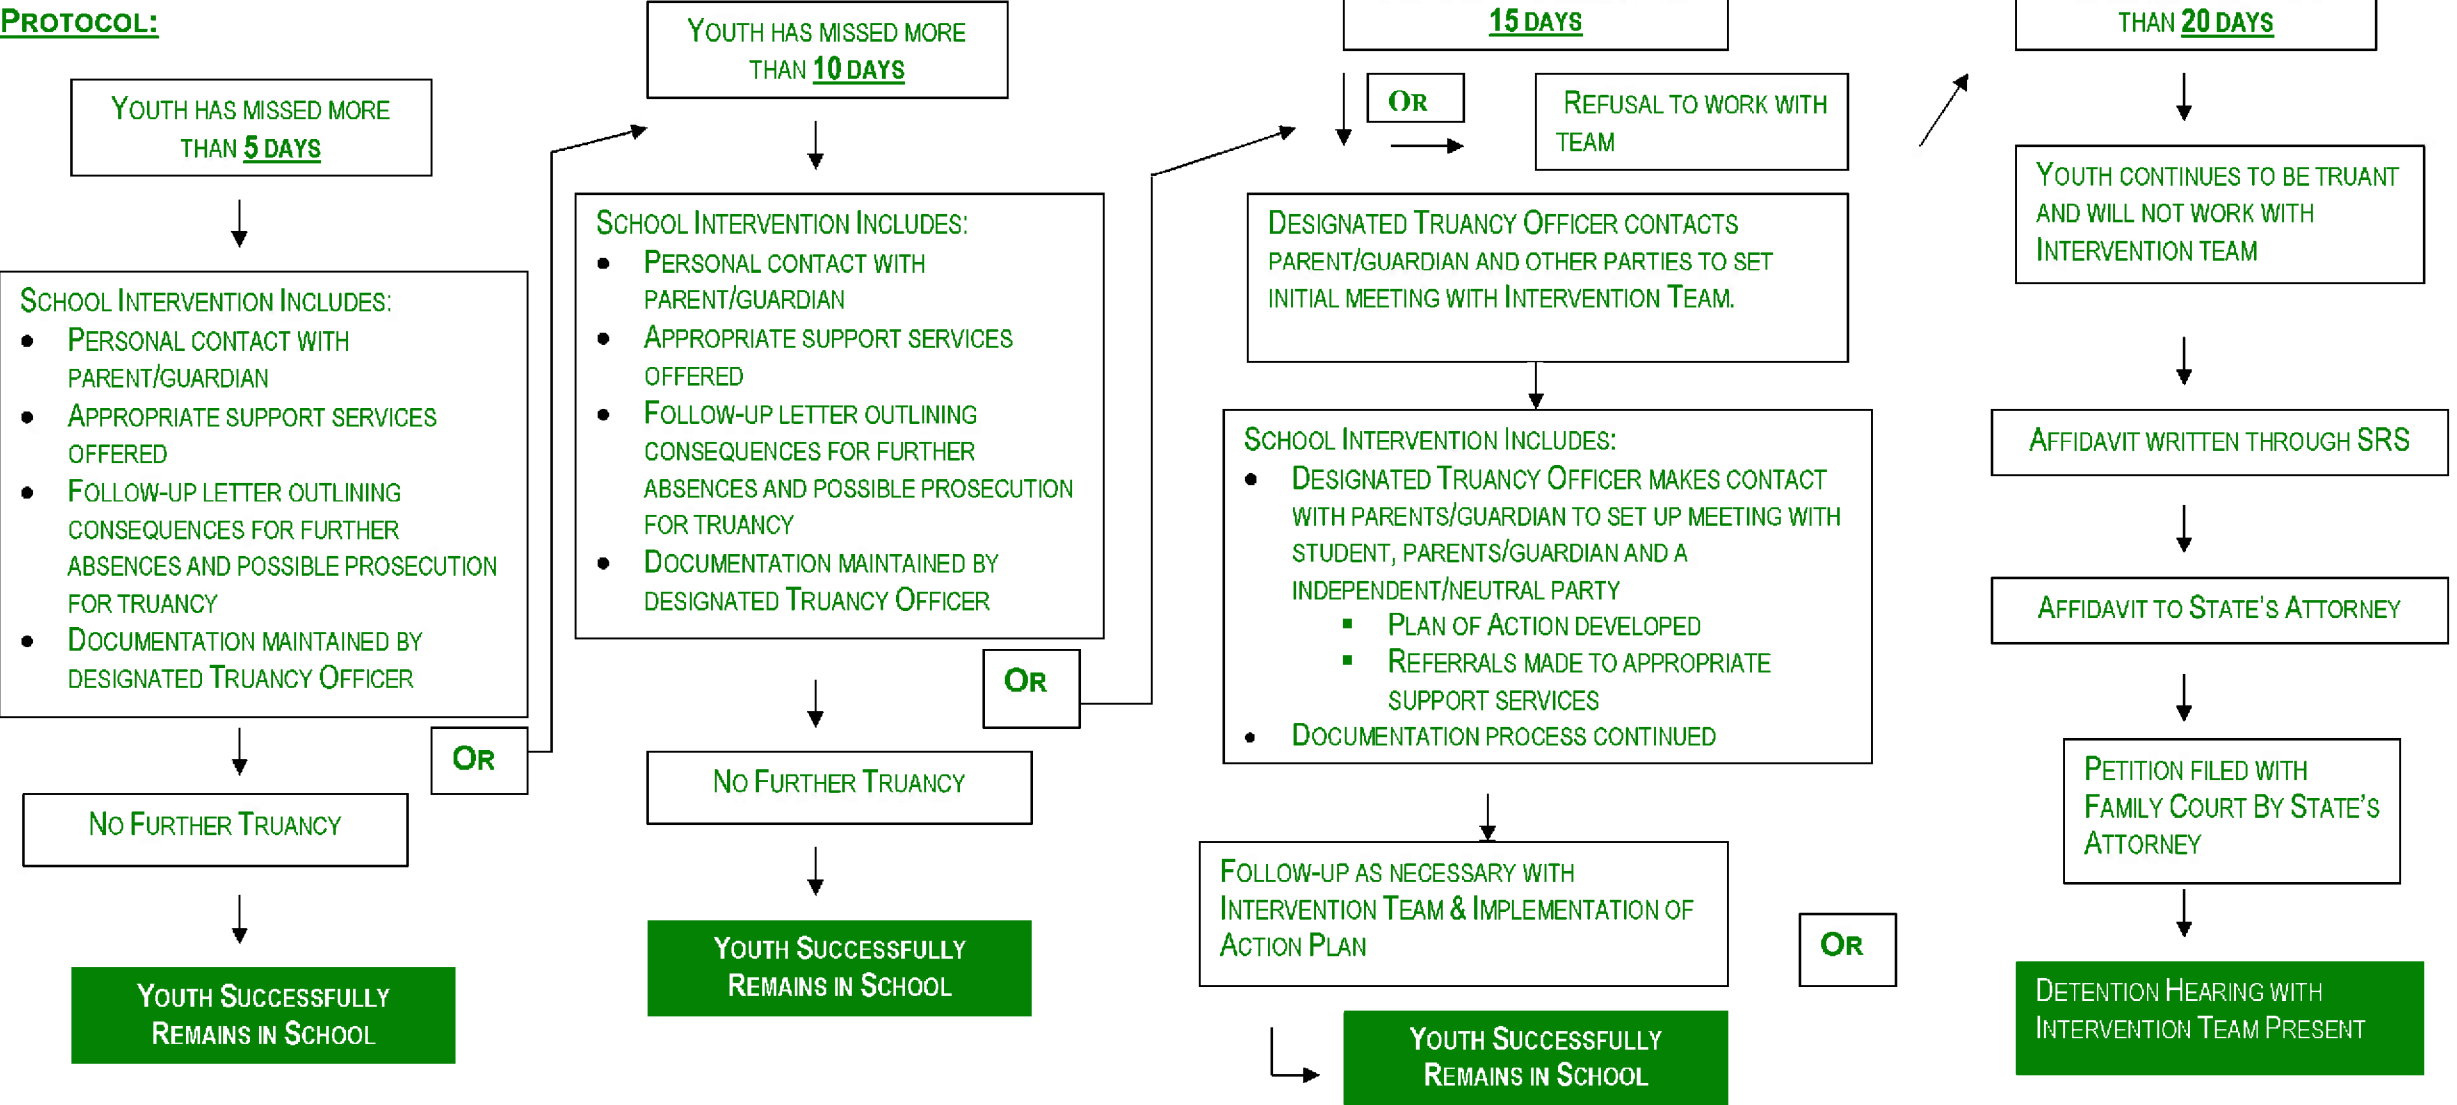 PROTOCOL:
YOUTH HAS MISSED MORE
THAN 5 DAYS
SCHOOL INTERVENTION INCLUDES:
• PERSONAL CONTACT WITH
PARENT/GUARDIAN
• APPROPRIATE SUPPORT SERVICES
OFFERED
• FOLLOW-UP LETTER OUTLINING
CONSEQUENCES FOR FURTHER
ABSENCES AND POSSIBLE PROSECUTION
FOR TRUANCY
• DOCUMENTATION MAINTAINED BY
DESIGNATED TRUANCY OFFICER
OR
NO FURTHER TRUANCY
YOUTH SUCCESSFULLY
REMAINS IN SCHOOL
YOUTH HAS MISSED MORE
THAN 10 DAYS
SCHOOL INTERVENTION INCLUDES:
• PERSONAL CONTACT WITH
PARENT/GUARDIAN
• APPROPRIATE SUPPORT SERVICES
OFFERED
• FOLLOW-UP LETTER OUTLINING
CONSEQUENCES FOR FURTHER
ABSENCES AND POSSIBLE PROSECUTION
FOR TRUANCY
• DOCUMENTATION MAINTAINED BY
DESIGNATED TRUANCY OFFICER
OR
NO FURTHER TRUANCY
YOUTH SUCCESSFULLY
REMAINS IN SCHOOL
15 DAYS
OR
REFUSAL TO WORK WITH
TEAM
DESIGNATED TRUANCY OFFICER CONTACTS
PARENT/GUARDIAN AND OTHER PARTIES TO SET
INITIAL MEETING WITH INTERVENTION TEAM.
SCHOOL INTERVENTION INCLUDES:
• DESIGNATED TRUANCY OFFICER MAKES CONTACT
WITH PARENTS/GUARDIAN TO SET UP MEETING WITH
STUDENT, PARENTS/GUARDIAN AND A
INDEPENDENT/NEUTRAL PARTY
▪ PLAN OF ACTION DEVELOPED
▪ REFERRALS MADE TO APPROPRIATE
SUPPORT SERVICES
• DOCUMENTATION PROCESS CONTINUED
FOLLOW-UP AS NECESSARY WITH
INTERVENTION TEAM & IMPLEMENTATION OF
ACTION PLAN
OR
YOUTH SUCCESSFULLY
REMAINS IN SCHOOL
THAN 20 DAYS
YOUTH CONTINUES TO BE TRUANT
AND WILL NOT WORK WITH
INTERVENTION TEAM
AFFIDAVIT WRITTEN THROUGH SRS
AFFIDAVIT TO STATE'S ATTORNEY
PETITION FILED WITH
FAMILY COURT BY STATE'S
ATTORNEY
DETENTION HEARING WITH
INTERVENTION TEAM PRESENT